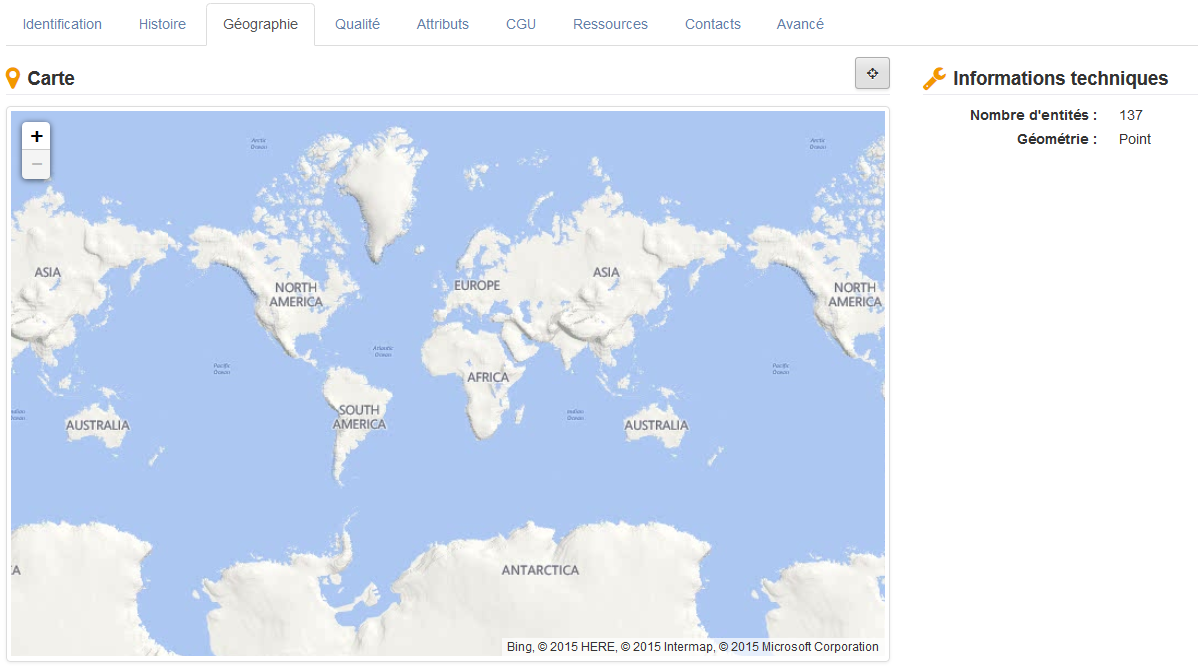 Identification Histoire Géographie Qualité Attributs CGU Ressources Contacts Avancé
Carte
Informations techniques
Nombre d'entités : 137
Géométrie : Point
+
−
Arctic
Ocean
Arctic
Ocean
ASIA
NORTH
AMERICA
EUROPE
ASIA
NORTH
AMERICA
Atlantic
Ocean
Pacific
Ocean
Pacific
Ocean
AFRICA
Indian
Ocean
SOUTH
AMERICA
Indian
Ocean
AUSTRALIA
AUSTRALIA
A
ANTARCTICA
Bing, © 2015 HERE, © 2015 Intermap, © 2015 Microsoft Corporation